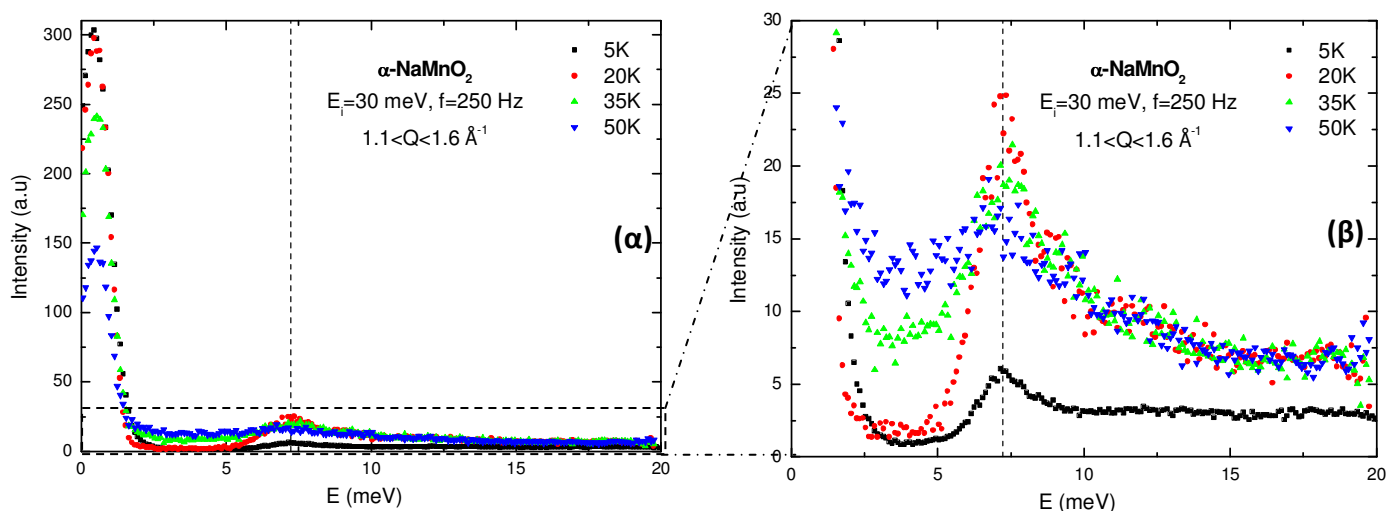 300
250
200
150
100
50
0
Intensity (a.u)
0
5
10
15
20
E (meV)
α-NaMnO₂
Eᵢ=30 meV, f=250 Hz
1.1<Q<1.6 Å⁻¹
5K
20K
35K
50K
(α)
30
25
20
15
10
5
0
Intensity (a.u)
0
5
10
15
20
E (meV)
α-NaMnO₂
Eᵢ=30 meV, f=250 Hz
1.1<Q<1.6 Å⁻¹
5K
20K
35K
50K
(β)